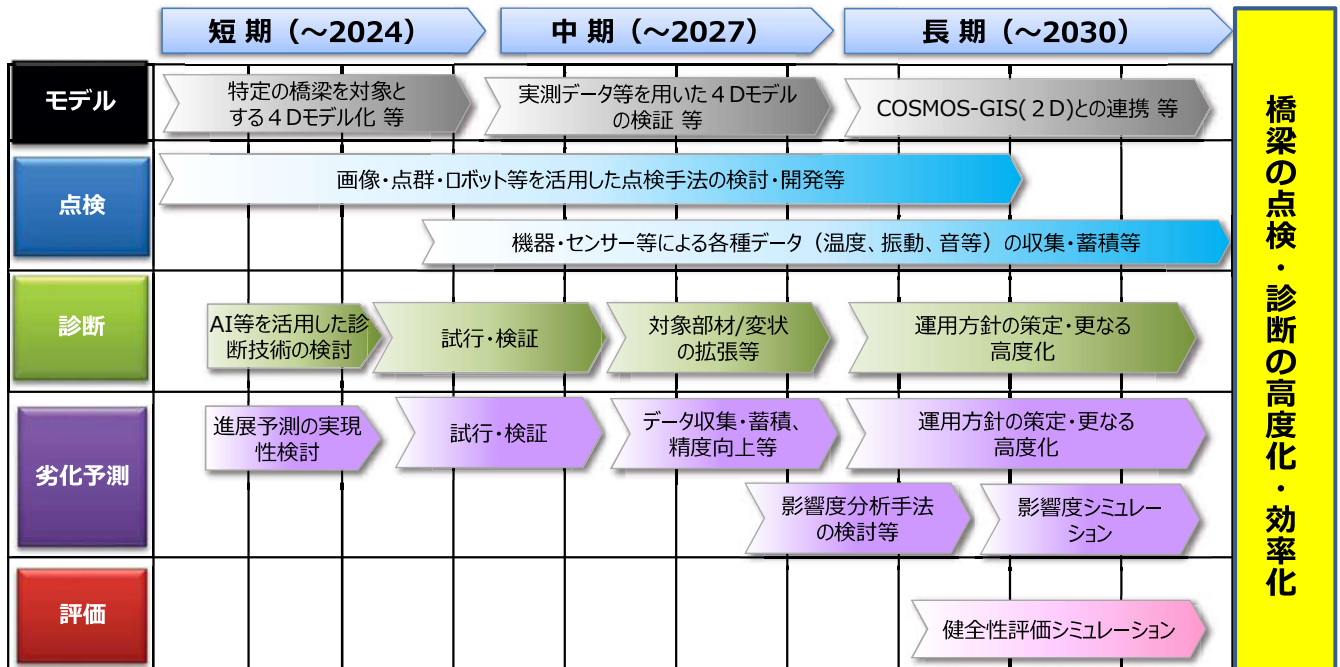 短 期（～2024）
中 期（～2027）
長 期（～2030）
モデル
特定の橋梁を対象と
する４Dモデル化 等
実測データ等を用いた４Dモデル
の検証 等
COSMOS-GIS(２D)との連携 等
点検
画像・点群・ロボット等を活用した点検手法の検討・開発等
機器・センサー等による各種データ（温度、振動、音等）の収集・蓄積等
診断
AI等を活用した診
断技術の検討
試行・検証
対象部材/変状
の拡張等
運用方針の策定・更なる
高度化
劣化予測
進展予測の実現
性検討
試行・検証
データ収集・蓄積、
精度向上等
運用方針の策定・更なる
高度化
影響度分析手法
の検討等
影響度シミュレー
ション
評価
健全性評価シミュレーション
橋梁の点検・診断の高度化・効率化